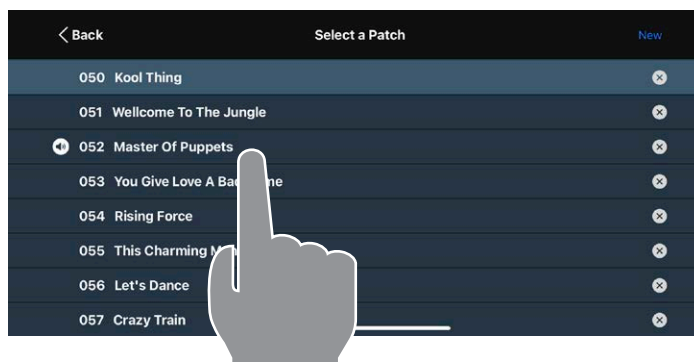 Back Select a Patch New
050 Kool Thing
051 Wellcome To The Jungle
052 Master Of Puppets
053 You Give Love A
054 Rising Force
055 This Charming
056 Let's Dance
057 Crazy Train